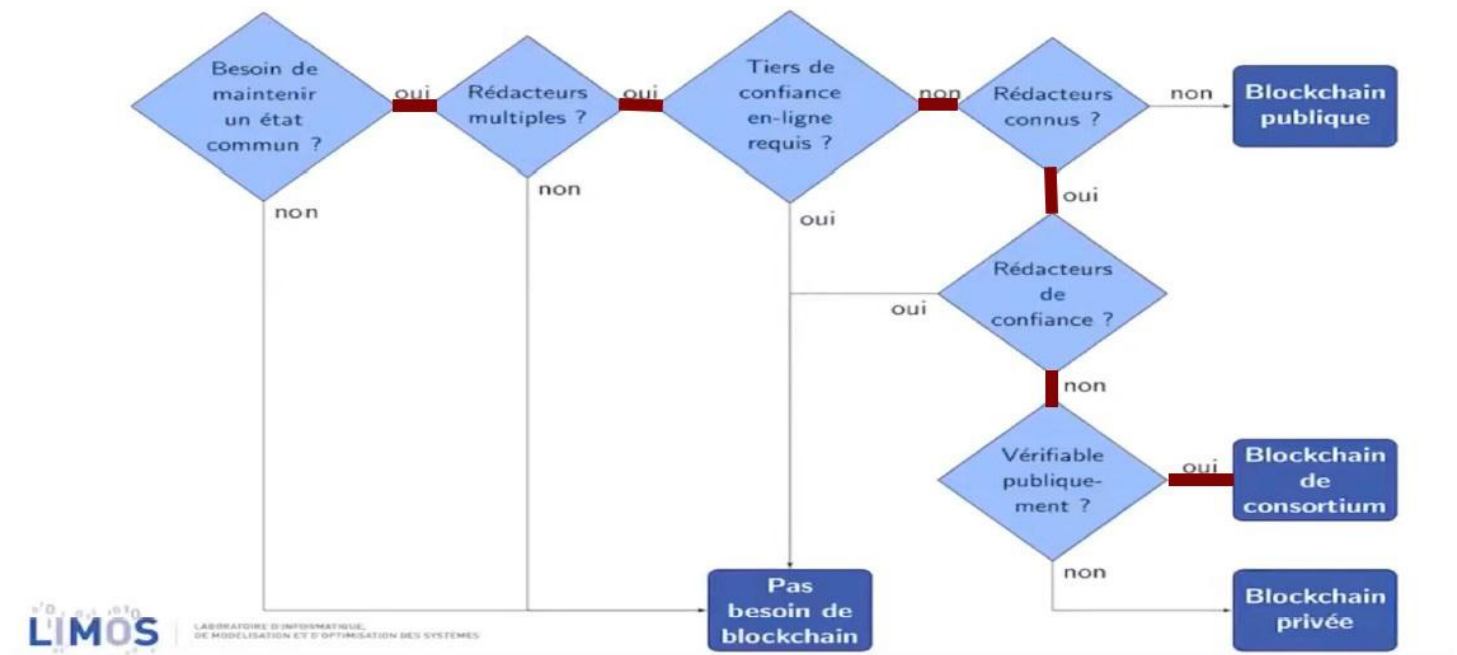 Besoin de
maintenir
un état
commun ?
oui
Rédacteurs
multiples ?
oui
Tiers de
confiance
en-ligne
requis ?
non
Rédacteurs
connus ?
non
Blockchain
publique
non
non
oui
oui
Rédacteurs
de
confiance ?
oui
non
Vérifiable
publique-
ment ?
oui
Blockchain
de
consortium
non
Pas
besoin de
blockchain
Blockchain
privée
LIMOS
LABORATOIRE D'INFORMATIQUE,
DE MODÉLISATION ET D'OPTIMISATION DES SYSTÈMES